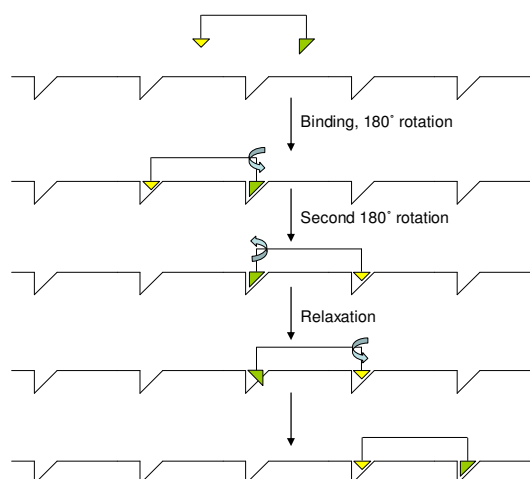 Binding, 180˚ rotation
Second 180˚ rotation
Relaxation